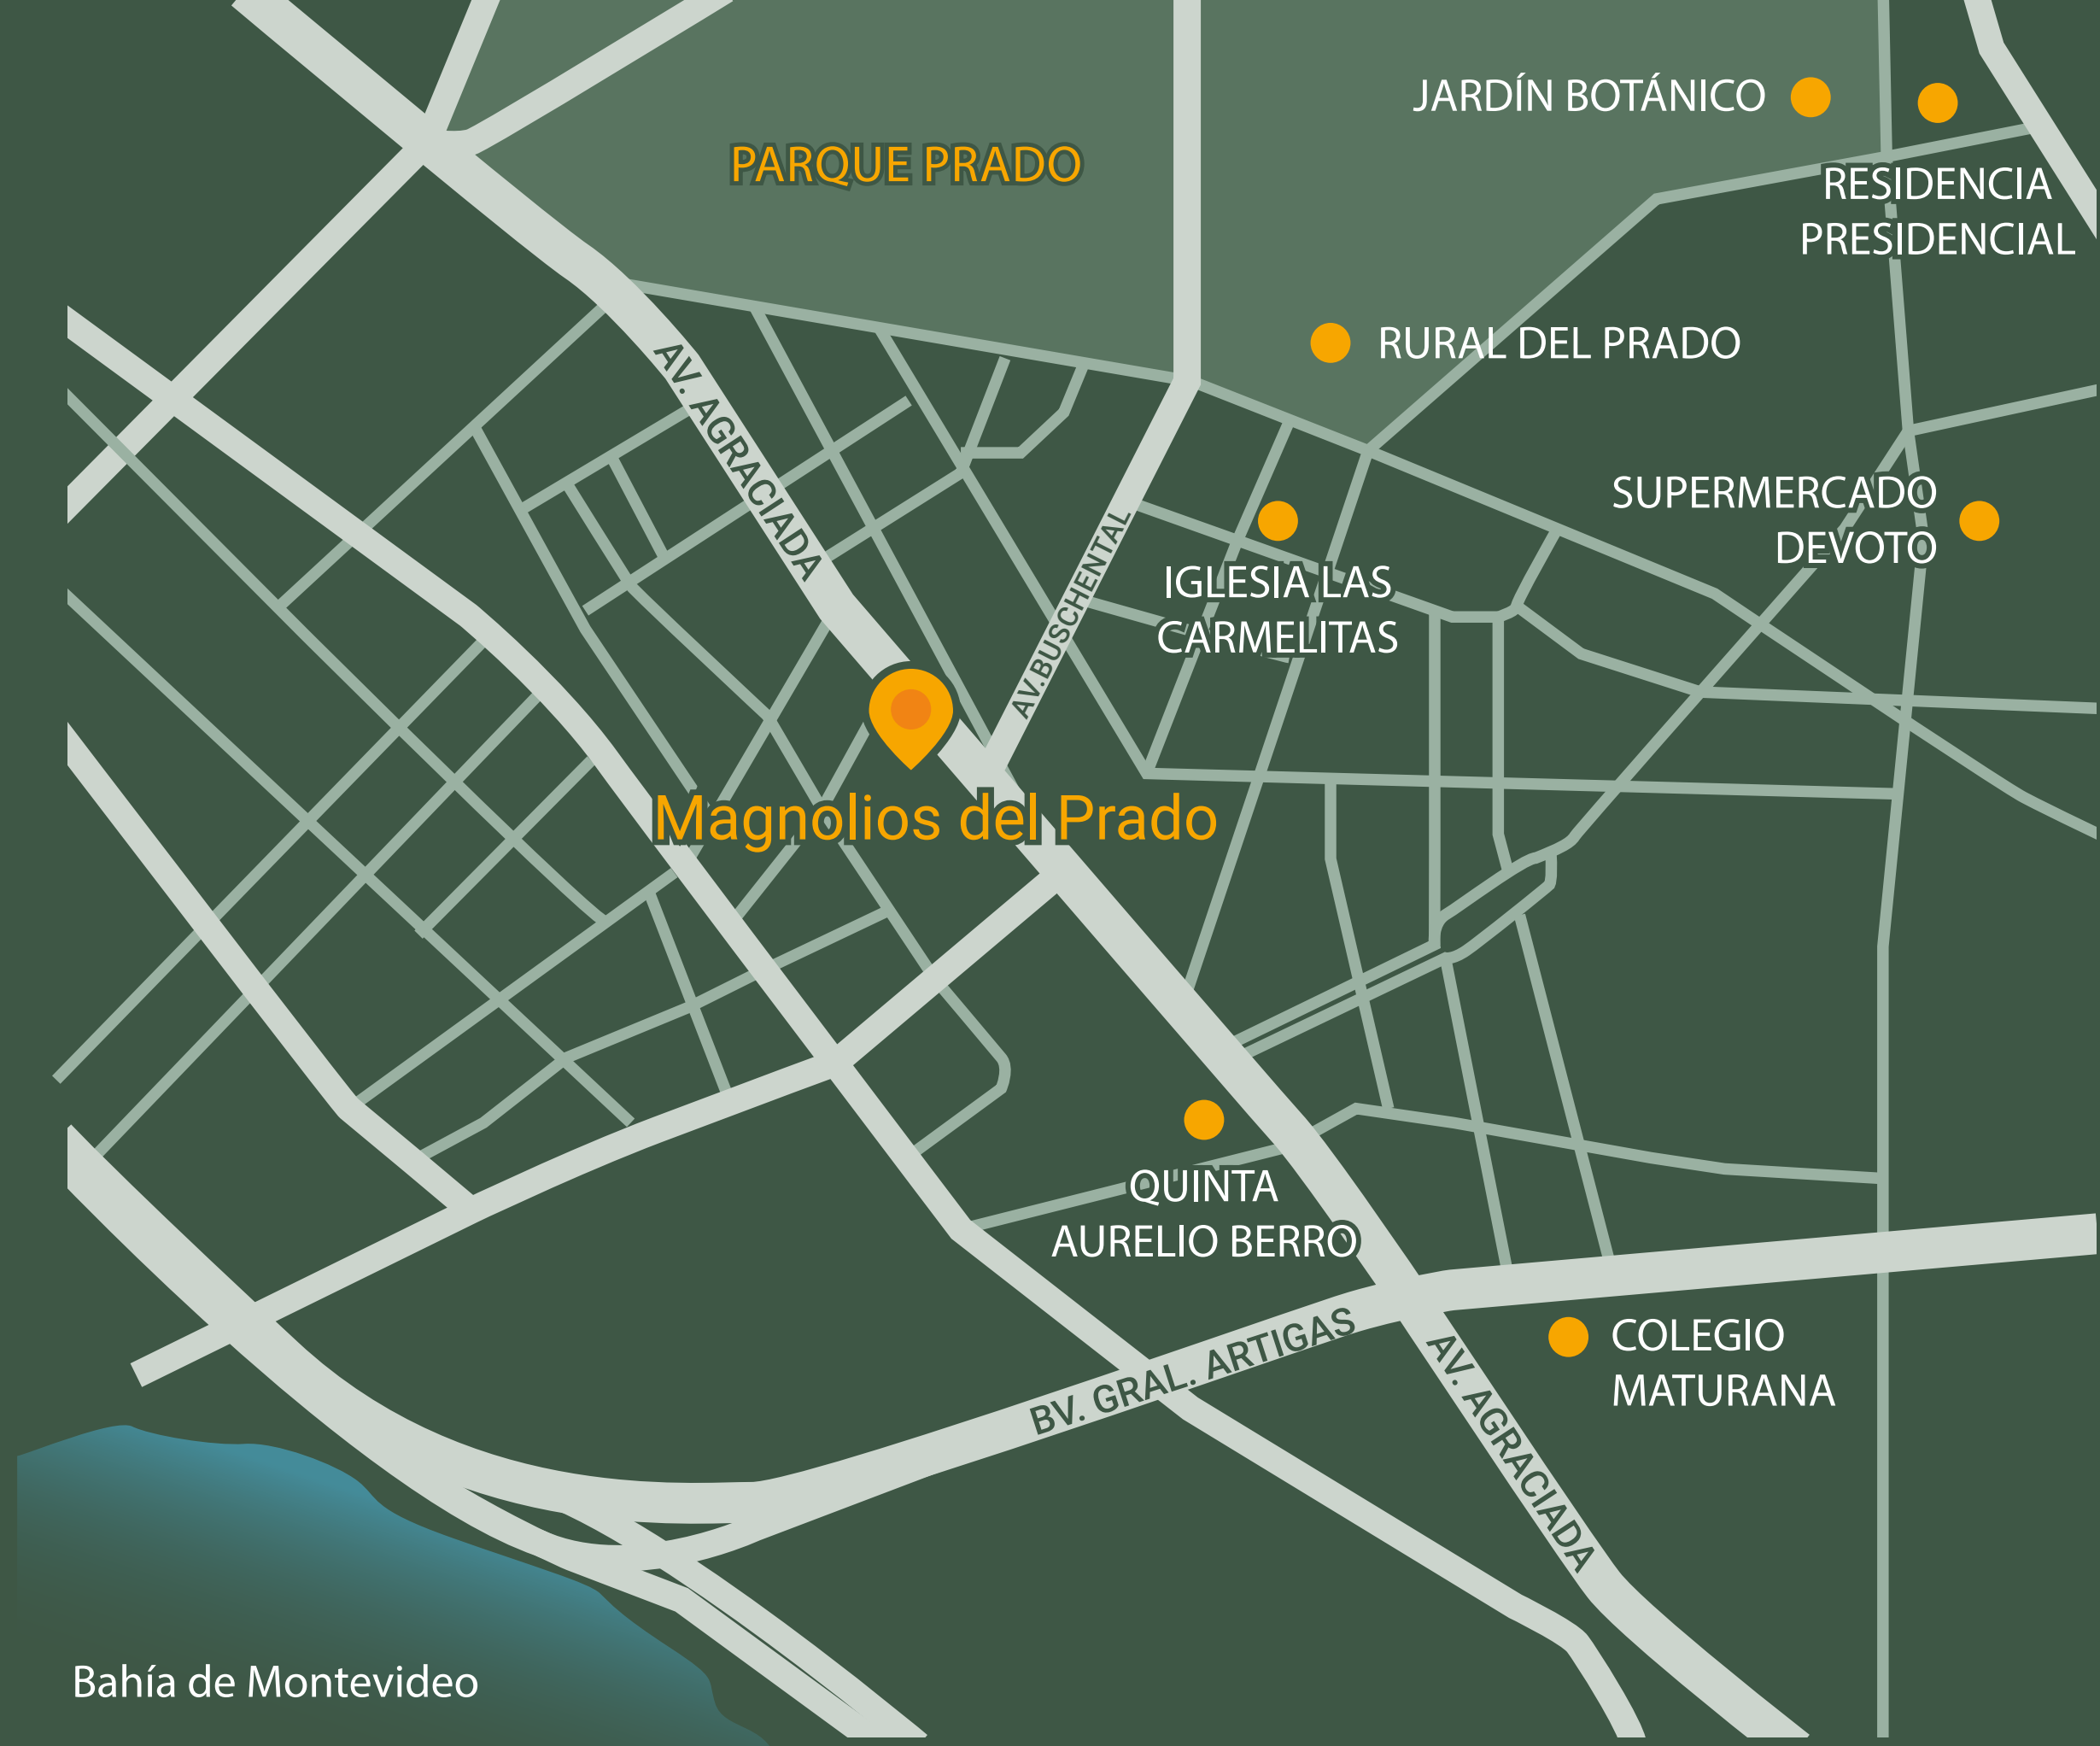 JARDÍN BOTÁNICO
PARQUE PRADO
RESIDENCIA
PRESIDENCIAL
RURAL DEL PRADO
AV. AGRACIADA
SUPERMERCADO
DEVOTO
IGLESIA LAS
CARMELITAS
AV.BUSCHENTAL
Magnolios del Prado
QUINTA
AURELIO BERRO
BV. GRAL. ARTIGAS
COLEGIO
MATURANA
AV. AGRACIADA
Bahía de Montevideo